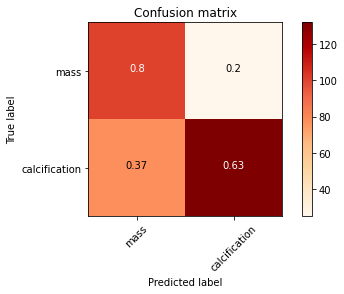 Confusion matrix
True label
mass
0.8 0.2
calcification
0.37 0.63
mass calcification
Predicted label
120
100
80
60
40